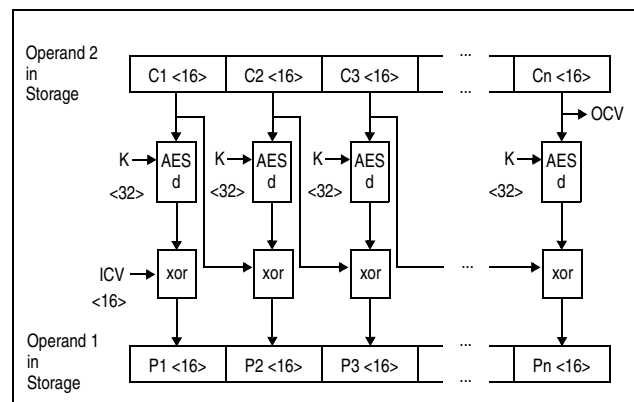 Operand 2
in
Storage
C1 <16> C2 <16> C3 <16> ... ... Cn <16>
OCV
K AES d K AES d K AES d K AES d
<32> <32> <32> <32>
ICV xor xor xor ... xor
<16>
Operand 1
in
Storage
P1 <16> P2 <16> P3 <16> ... ... Pn <16>